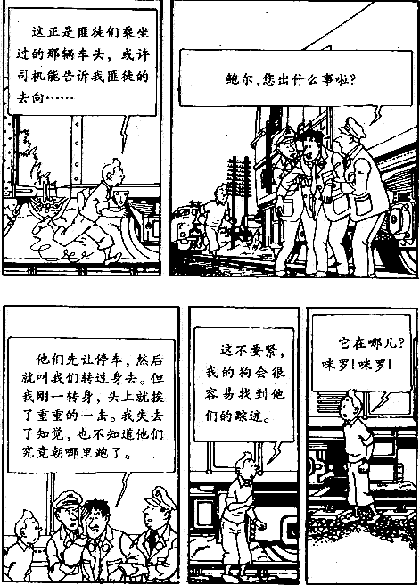 这正是匪徒们乘坐
过的那辆车头，或许
司机能告诉我匪徒的
去向……
鲍尔，您出什么事啦？
他们先让停车，然后
就叫我们转过身去。但
我刚一转身，头上就挨
了重重的一击。我失去
了知觉，也不知道他们
究竟朝哪里跑了。
这不要紧，
我的狗会很
容易找到他
们的踪迹。
它在哪儿？
咪罗！咪罗！